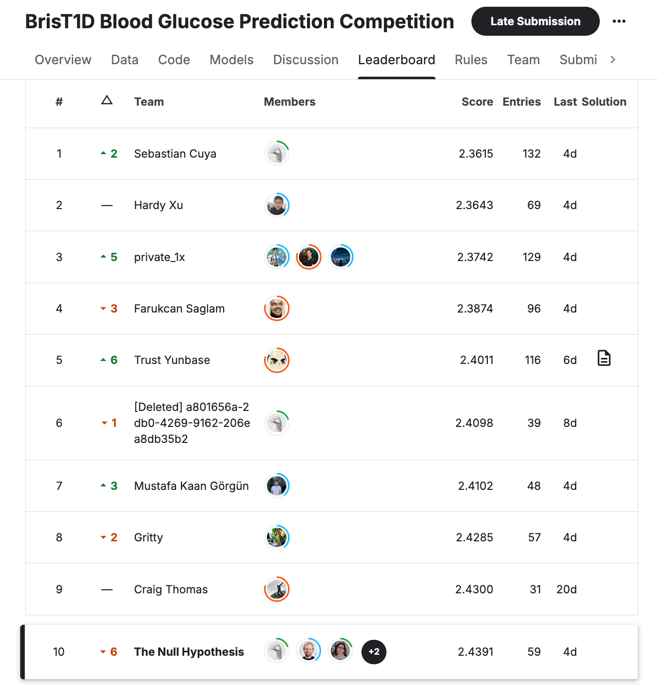 BrisT1D Blood Glucose Prediction Competition Late Submission
Overview Data Code Models Discussion Leaderboard Rules Team Submi
# Team Members Score Entries Last Solution
1 2 Sebastian Cuya 2.3615 132 4d
2 — Hardy Xu 2.3643 69 4d
3 5 private_1x 2.3742 129 4d
4 3 Farukcan Saglam 2.3874 96 4d
5 6 Trust Yunbase 2.4011 116 6d
[Deleted] a801656a-2
6 1 db0-4269-9162-206e 2.4098 39 8d
a8db35b2
7 3 Mustafa Kaan Görgün 2.4102 48 4d
8 2 Gritty 2.4285 57 4d
9 — Craig Thomas 2.4300 31 20d
10 6 The Null Hypothesis +2 2.4391 59 4d